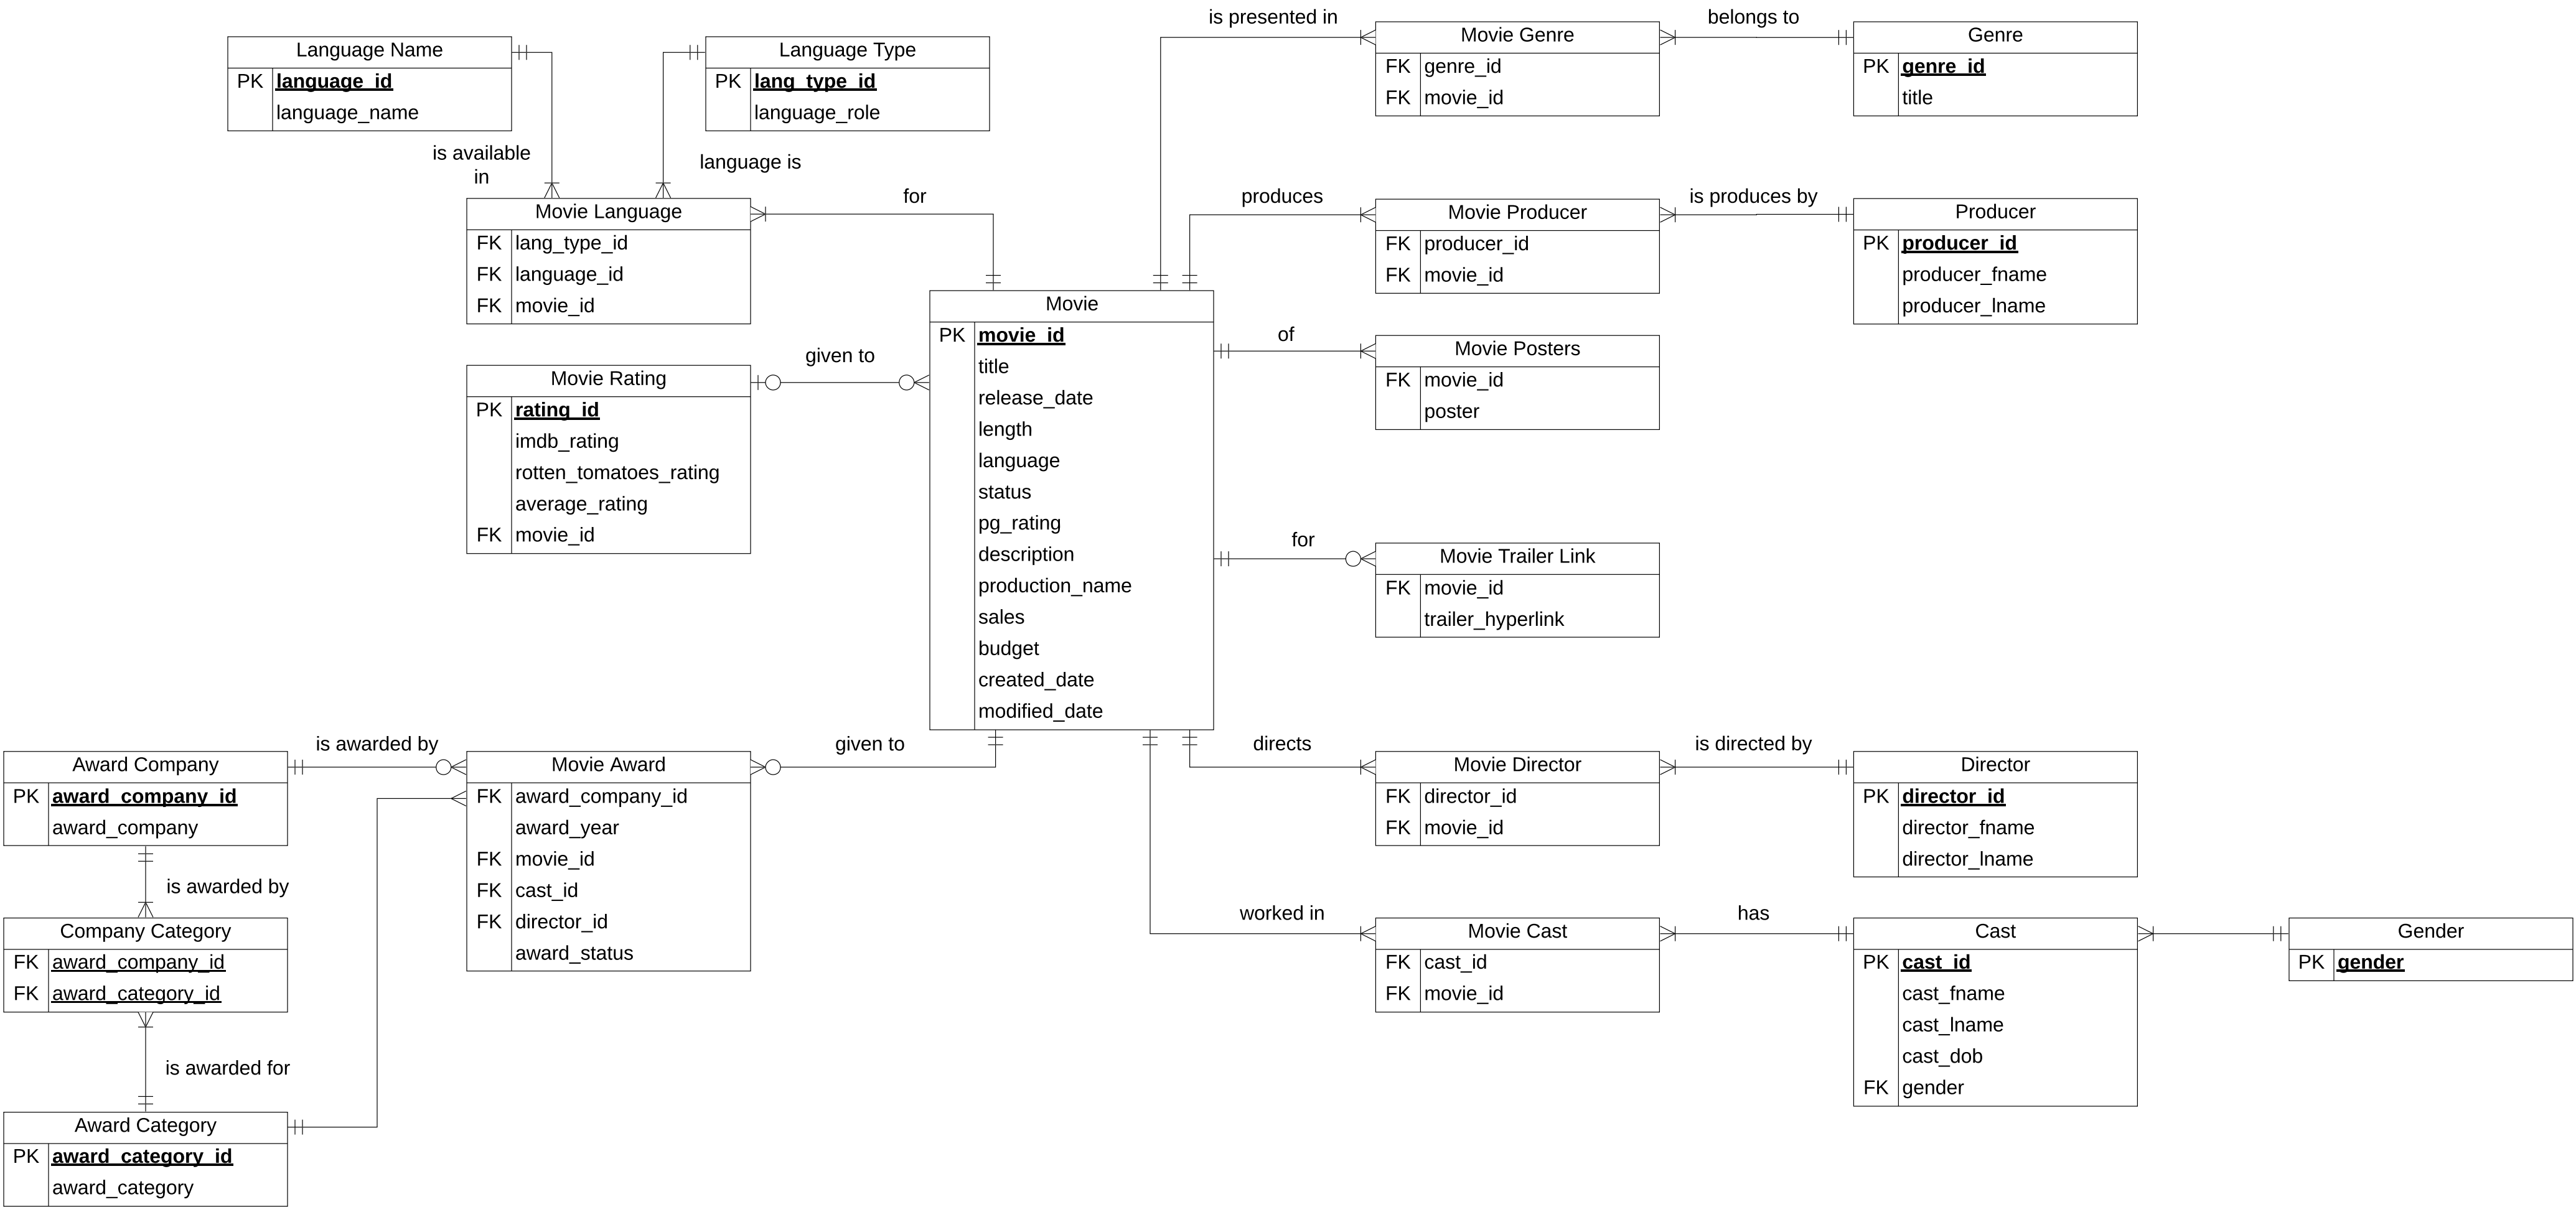 is presented in
belongs to
Language Name
PK language_id
language_name
Language Type
PK lang_type_id
language_role
Movie Genre
FK genre_id
FK movie_id
Genre
PK genre_id
title
is available
in
language is
for
produces
is produces by
Movie Language
FK lang_type_id
FK language_id
FK movie_id
Movie Producer
FK producer_id
FK movie_id
Producer
PK producer_id
producer_fname
producer_lname
Movie
PK movie_id
title
release_date
length
language
status
pg_rating
description
production_name
sales
budget
created_date
modified_date
of
Movie Posters
FK movie_id
poster
given to
Movie Rating
PK rating_id
imdb_rating
rotten_tomatoes_rating
average_rating
FK movie_id
for
Movie Trailer Link
FK movie_id
trailer_hyperlink
is awarded by
given to
directs
is directed by
Award Company
PK award_company_id
award_company
Movie Award
FK award_company_id
award_year
FK movie_id
FK cast_id
FK director_id
award_status
Movie Director
FK director_id
FK movie_id
Director
PK director_id
director_fname
director_lname
is awarded by
worked in
has
Company Category
FK award_company_id
FK award_category_id
Movie Cast
FK cast_id
FK movie_id
Cast
PK cast_id
cast_fname
cast_lname
cast_dob
FK gender
Gender
PK gender
is awarded for
Award Category
PK award_category_id
award_category